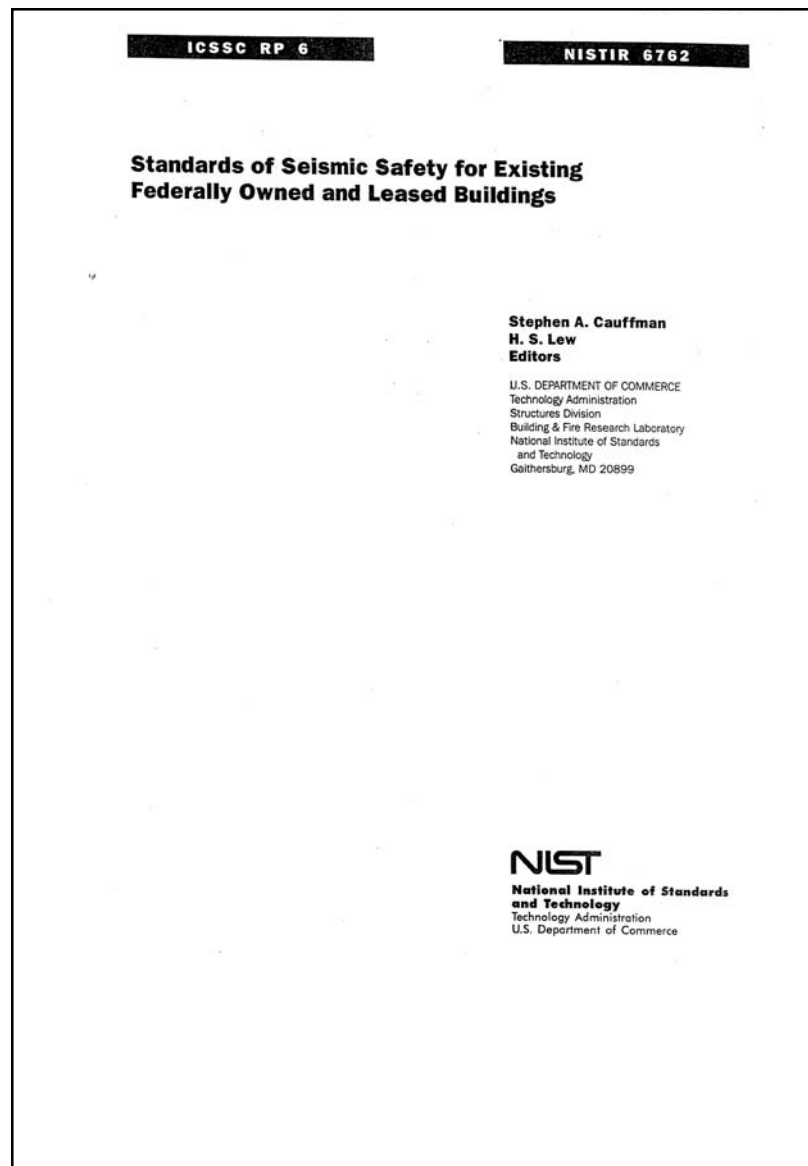 ICSSC RP 6
NISTIR 6762
Standards of Seismic Safety for Existing
Federally Owned and Leased Buildings
Stephen A. Cauffman
H. S. Lew
Editors
U.S. DEPARTMENT OF COMMERCE
Technology Administration
Structures Division
Building & Fire Research Laboratory
National Institute of Standards
and Technology
Gaithersburg, MD 20899
NIST
National Institute of Standards
and Technology
Technology Administration
U.S. Department of Commerce